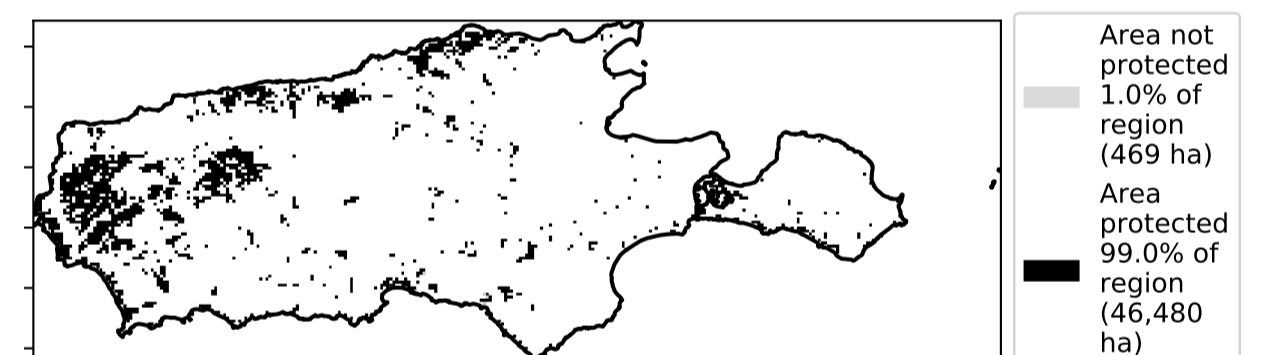 Area not
protected
1.0% of
region
(469 ha)
Area
protected
99.0% of
region
(46,480
ha)